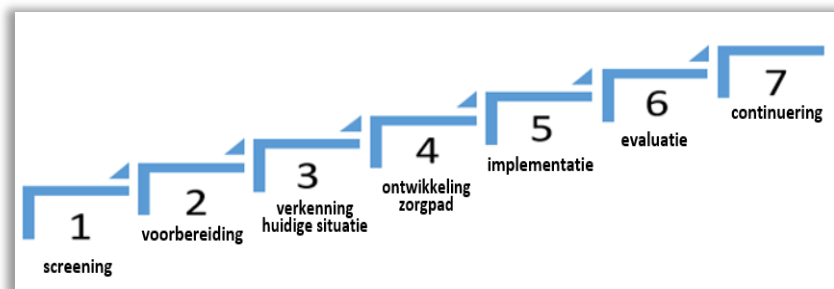 1
screening
2
voorbereiding
3
verkenning
huidige situatie
4
ontwikkeling
zorgpad
5
implementatie
6
evaluatie
7
continuering